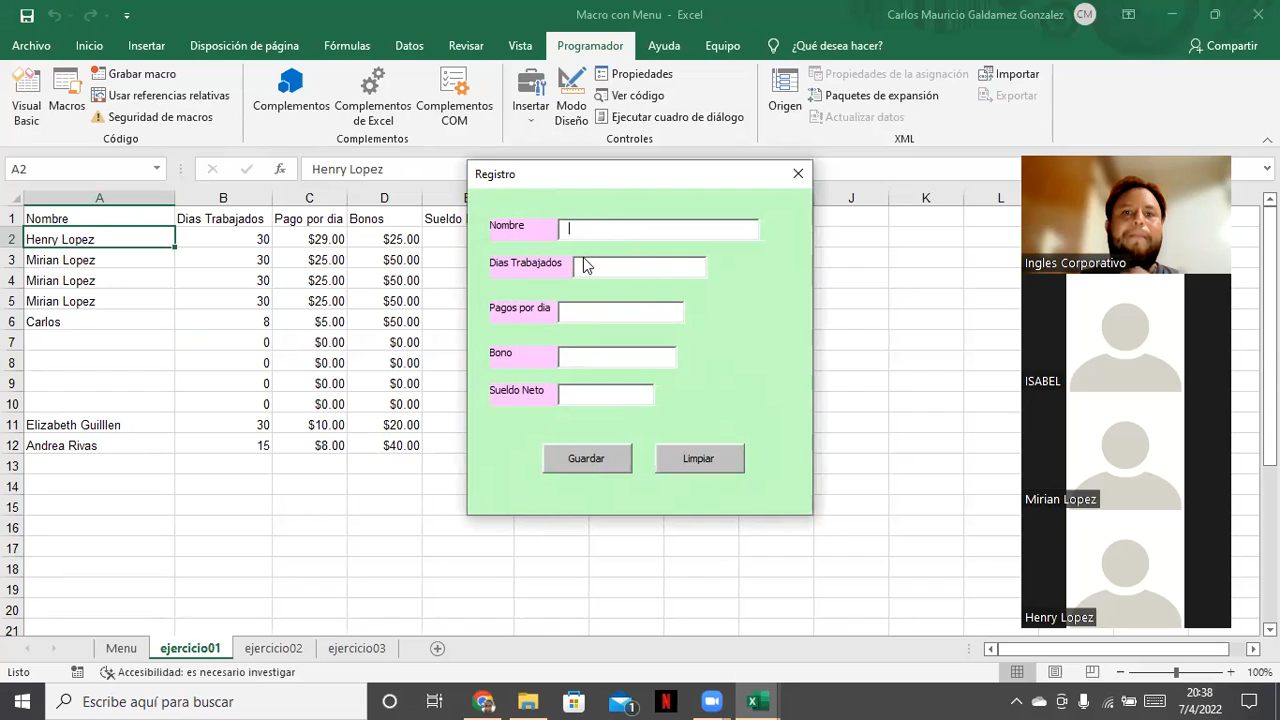 Macro con Menu - Excel
Carlos Mauricio Galdamez Gonzalez CM
Archivo Inicio Insertar Disposición de página Fórmulas Datos Revisar Vista Programador Ayuda Equipo ¿Qué desea hacer? Compartir
Visual Basic
Macros
Grabar macro
Usar referencias relativas
Seguridad de macros
Complementos
Complementos de Excel
Complementos COM
Insertar
Modo Diseño
Propiedades
Ver código
Ejecutar cuadro de diálogo
Origen
Propiedades de la asignación
Paquetes de expansión
Actualizar datos
Importar
Exportar
Código Complementos Controles XML
A2 fx Henry Lopez
A B C D J K L
1 Nombre Dias Trabajados Pago por dia Bonos Sueldo
2 Henry Lopez 30 $29.00 $25.00
3 Mirian Lopez 30 $25.00 $50.00
4 Mirian Lopez 30 $25.00 $50.00
5 Mirian Lopez 30 $25.00 $50.00
6 Carlos 8 $5.00 $50.00
7 0 $0.00 $0.00
8 0 $0.00 $0.00
9 0 $0.00 $0.00
10 0 $0.00 $0.00
11 Elizabeth Guilllen 30 $10.00 $20.00
12 Andrea Rivas 15 $8.00 $40.00
13
14
15
16
17
18
19
20
21
Registro
Nombre
Dias Trabajados
Pagos por dia
Bono
Sueldo Neto
Guardar Limpiar
Ingles Corporativo
ISABEL
Mirian Lopez
Henry Lopez
Menu ejercicio01 ejercicio02 ejercicio03
Listo Accesibilidad: es necesario investigar 100%
Escribe aquí para buscar
1
20:38
7/4/2022